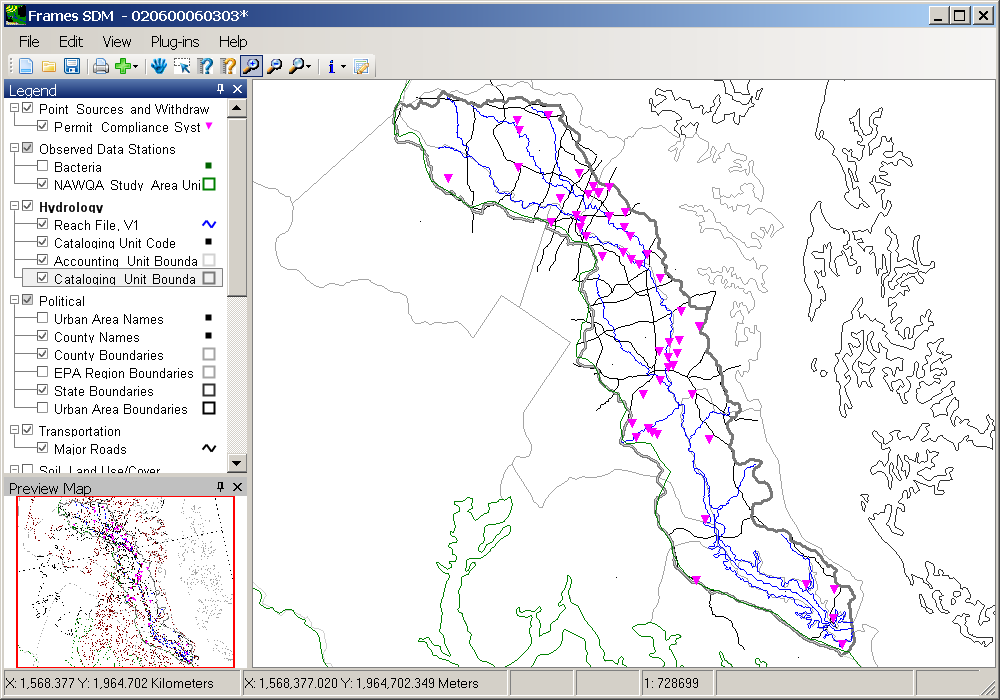 Frames SDM - 020600060303*
File Edit View Plug-ins Help
Legend
Point Sources and Withdraw
Permit Compliance Syst
Observed Data Stations
Bacteria
NAWQA Study Area Uni
Hydrology
Reach File, V1
Cataloging Unit Code
Accounting Unit Bounda
Cataloging Unit Bounda
Political
Urban Area Names
County Names
County Boundaries
EPA Region Boundaries
State Boundaries
Urban Area Boundaries
Transportation
Major Roads
Soil, Land Use/Cover
Preview Map
X: 1,568.377 Y: 1,964.702 Kilometers
X: 1,568,377.020 Y: 1,964,702.349 Meters
1: 728699